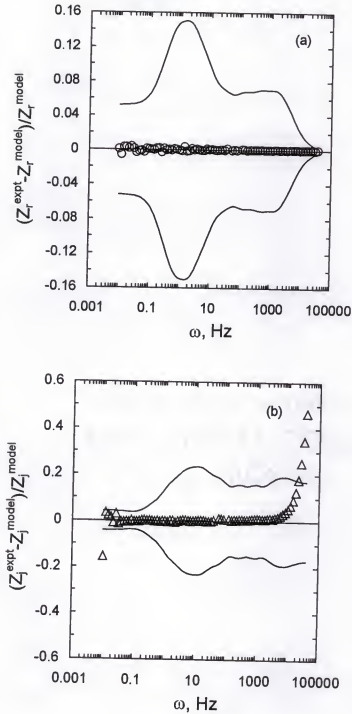 (a)
(Z_r^expt-Z_r^model)/Z_r^model
0.16
0.12
0.08
0.04
0
-0.04
-0.08
-0.12
-0.16
0.001 0.1 10 1000 100000
ω, Hz
(b)
(Z_j^expt-Z_j^model)/Z_j^model
0.6
0.4
0.2
0
-0.2
-0.4
-0.6
0.001 0.1 10 1000 100000
ω, Hz